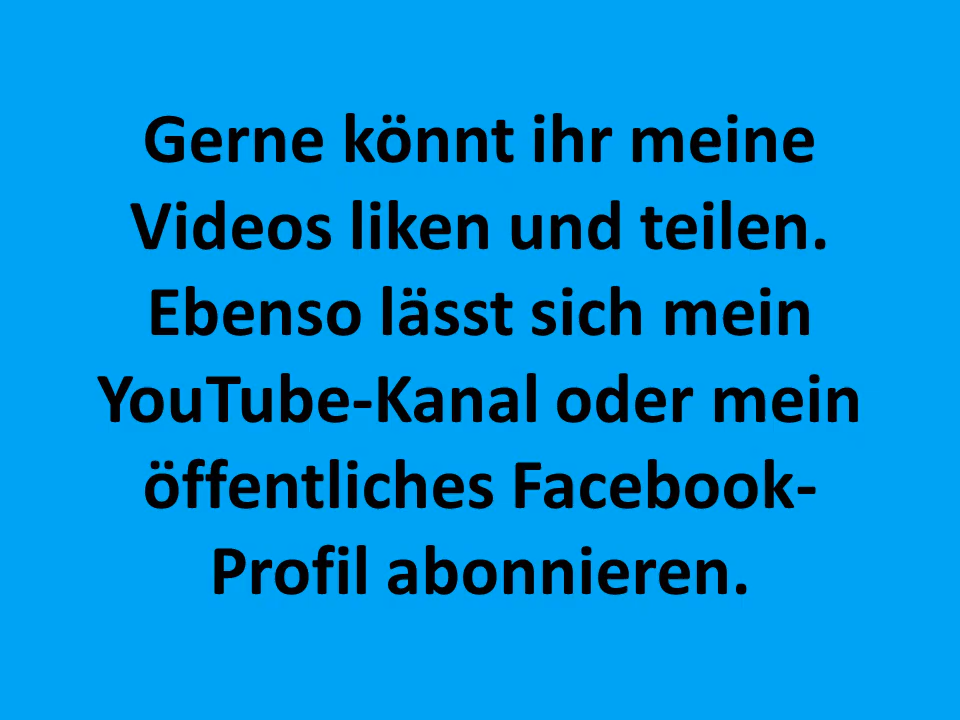 Gerne könnt ihr meine
Videos liken und teilen.
Ebenso lässt sich mein
YouTube-Kanal oder mein
öffentliches Facebook-
Profil abonnieren.